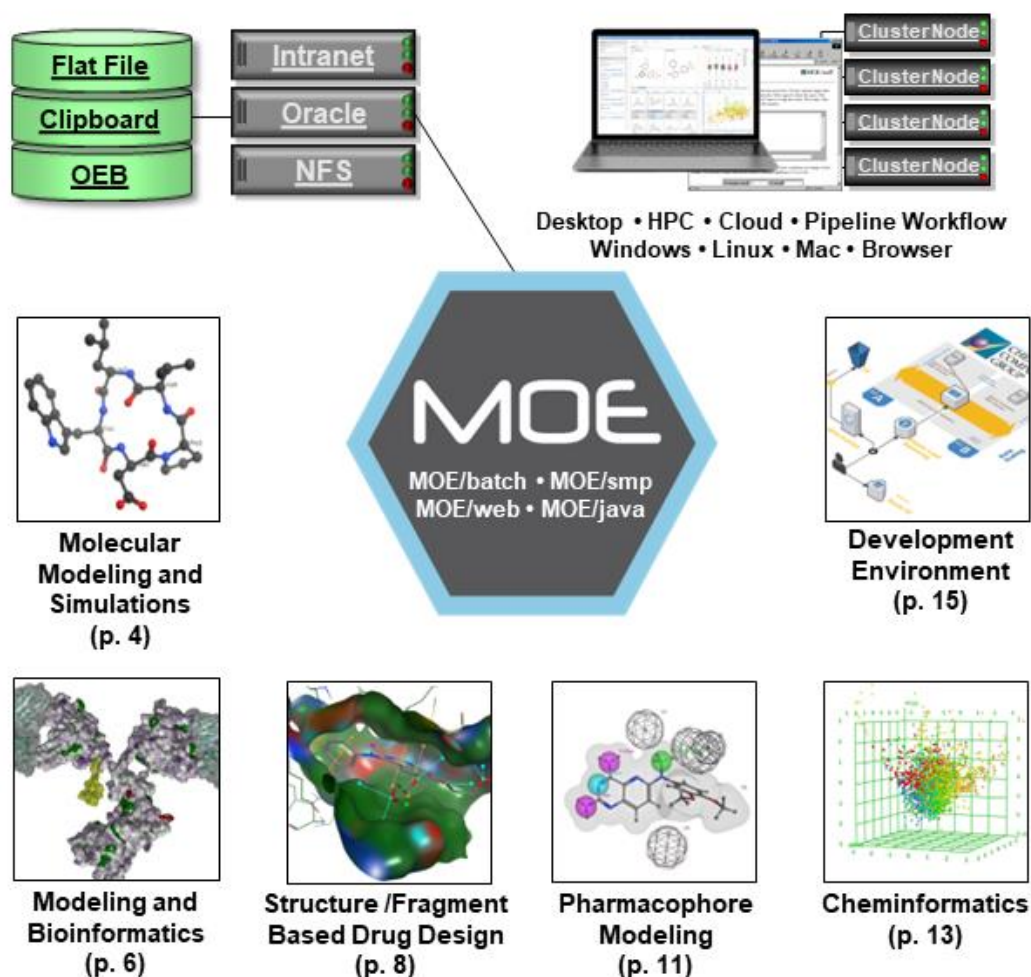 Flat File
Clipboard
OEB
Intranet
Oracle
NFS
ClusterNode
ClusterNode
ClusterNode
ClusterNode
Desktop • HPC • Cloud • Pipeline Workflow
Windows • Linux • Mac • Browser
MOE
MOE/batch • MOE/smp
MOE/web • MOE/java
Molecular
Modeling and
Simulations
(p. 4)
Development
Environment
(p. 15)
Modeling and
Bioinformatics
(p. 6)
Structure /Fragment
Based Drug Design
(p. 8)
Pharmacophore
Modeling
(p. 11)
Cheminformatics
(p. 13)